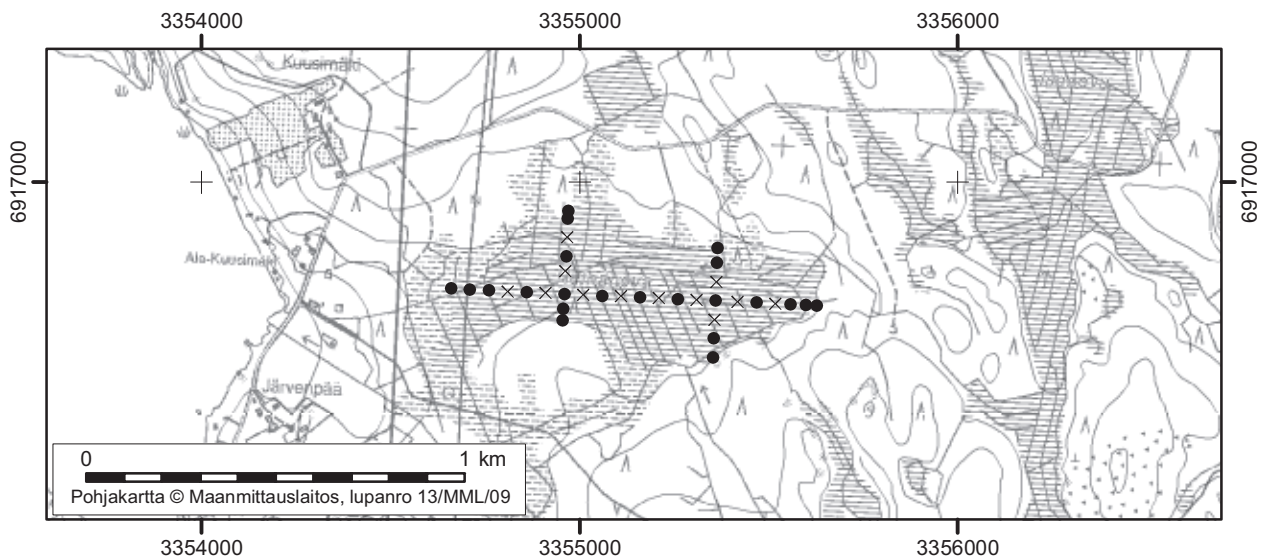 3354000 3355000 3356000
Kuusimäki
6917000
6917000
Ala-Kuusimäki
Järvenpää
0 1 km
Pohjakartta © Maanmittauslaitos, lupanro 13/MML/09
3354000 3355000 3356000